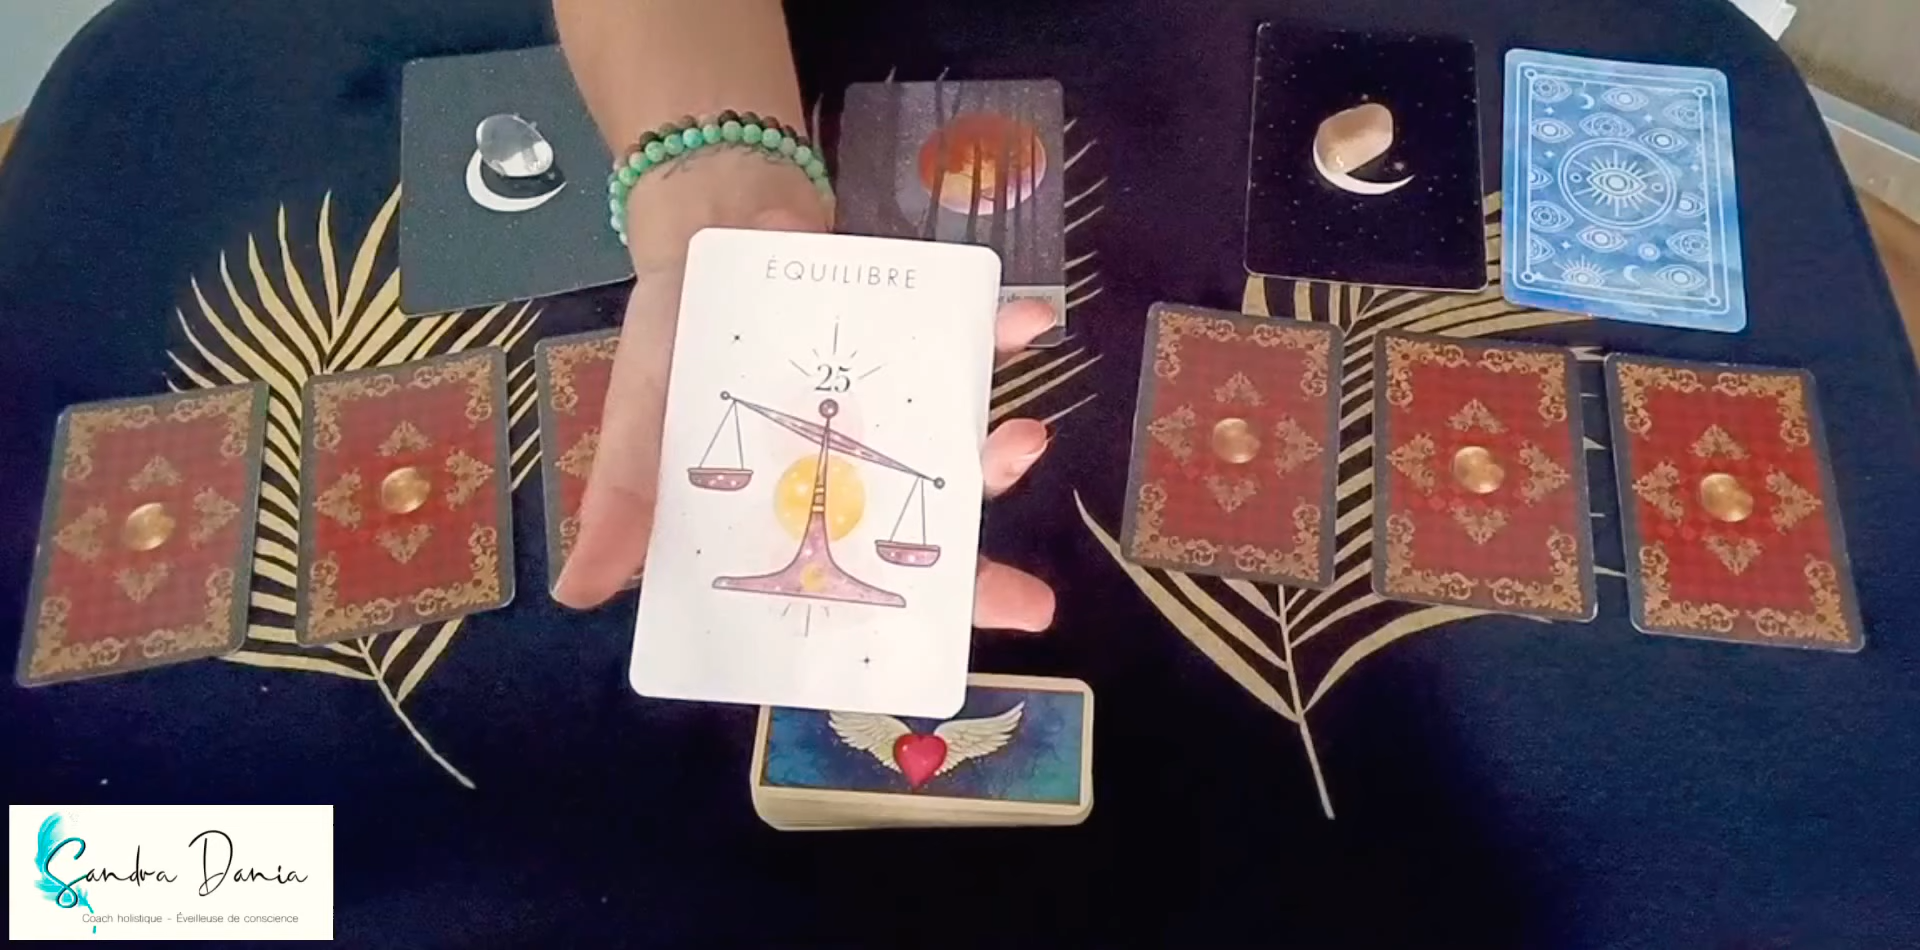 ÉQUILIBRE
25
Sandra Dania
Coach holistique - Éveilleuse de conscience